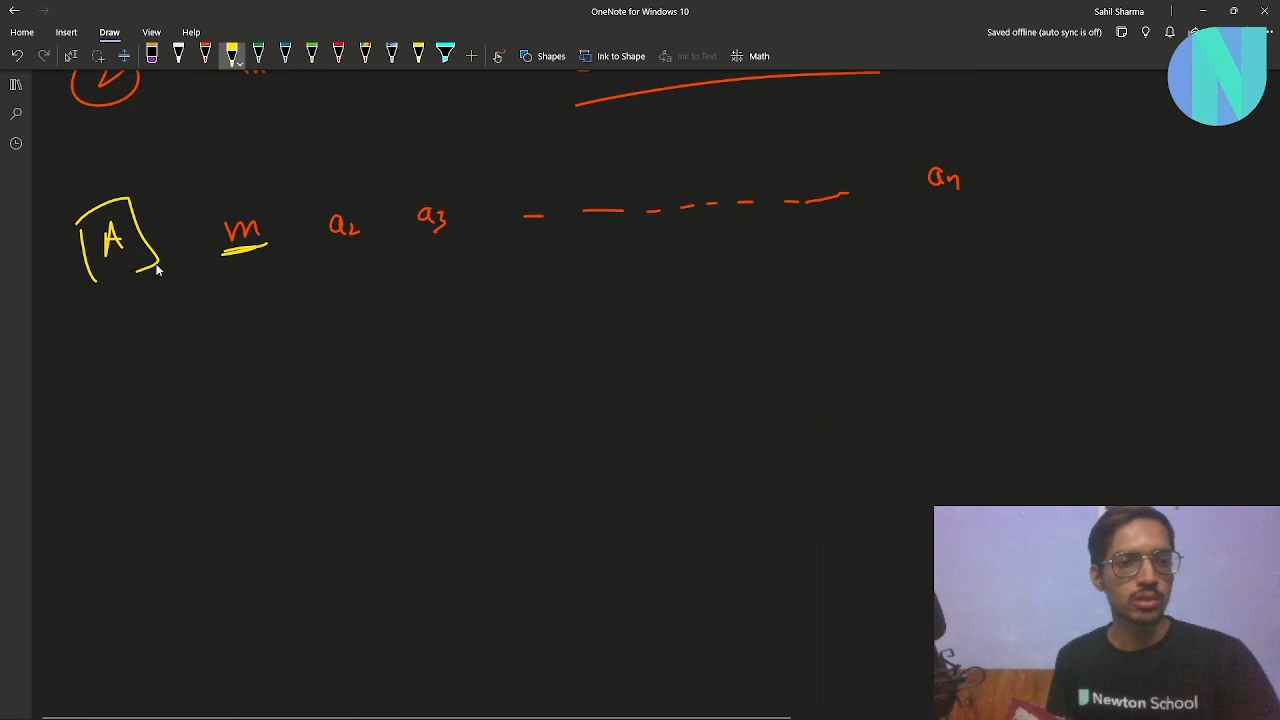 OneNote for Windows 10
Sahil Sharma
Home Insert Draw View Help
Saved offline (auto sync is off)
Shapes Ink to Shape Ink to Text Math
m
A m a2 a3 - — - - - - - — an
Newton School